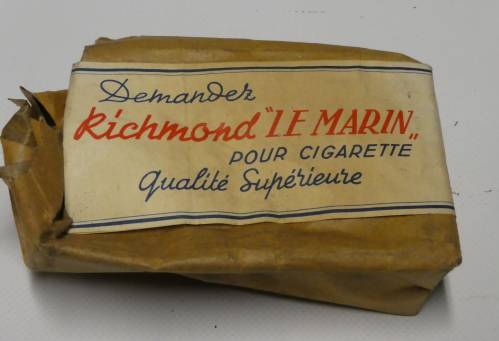 Demandez
Richmond "LE MARIN„
POUR CIGARETTE
Qualité Supérieure